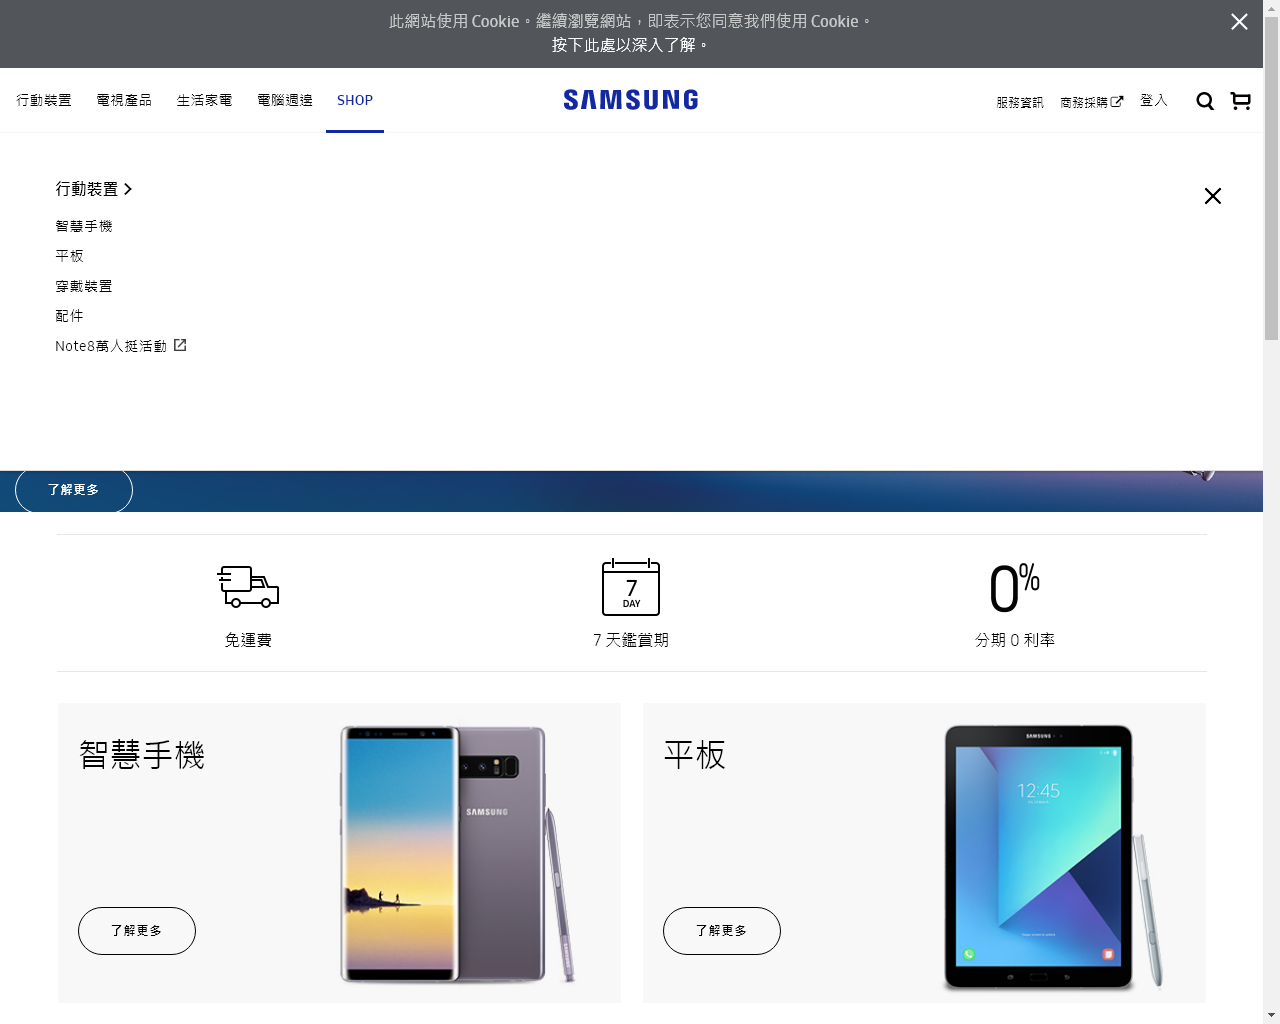 此網站使用 Cookie。繼續瀏覽網站，即表示您同意我們使用 Cookie。
按下此處以深入了解。
行動裝置 電視產品 生活家電 電腦週邊 SHOP SAMSUNG 服務資訊 商務採購 登入
行動裝置
智慧手機
平板
穿戴裝置
配件
Note8萬人挺活動
了解更多
7
DAY
0%
免運費 7 天鑑賞期 分期 0 利率
智慧手機
SAMSUNG
了解更多
平板
SAMSUNG
12:45
了解更多